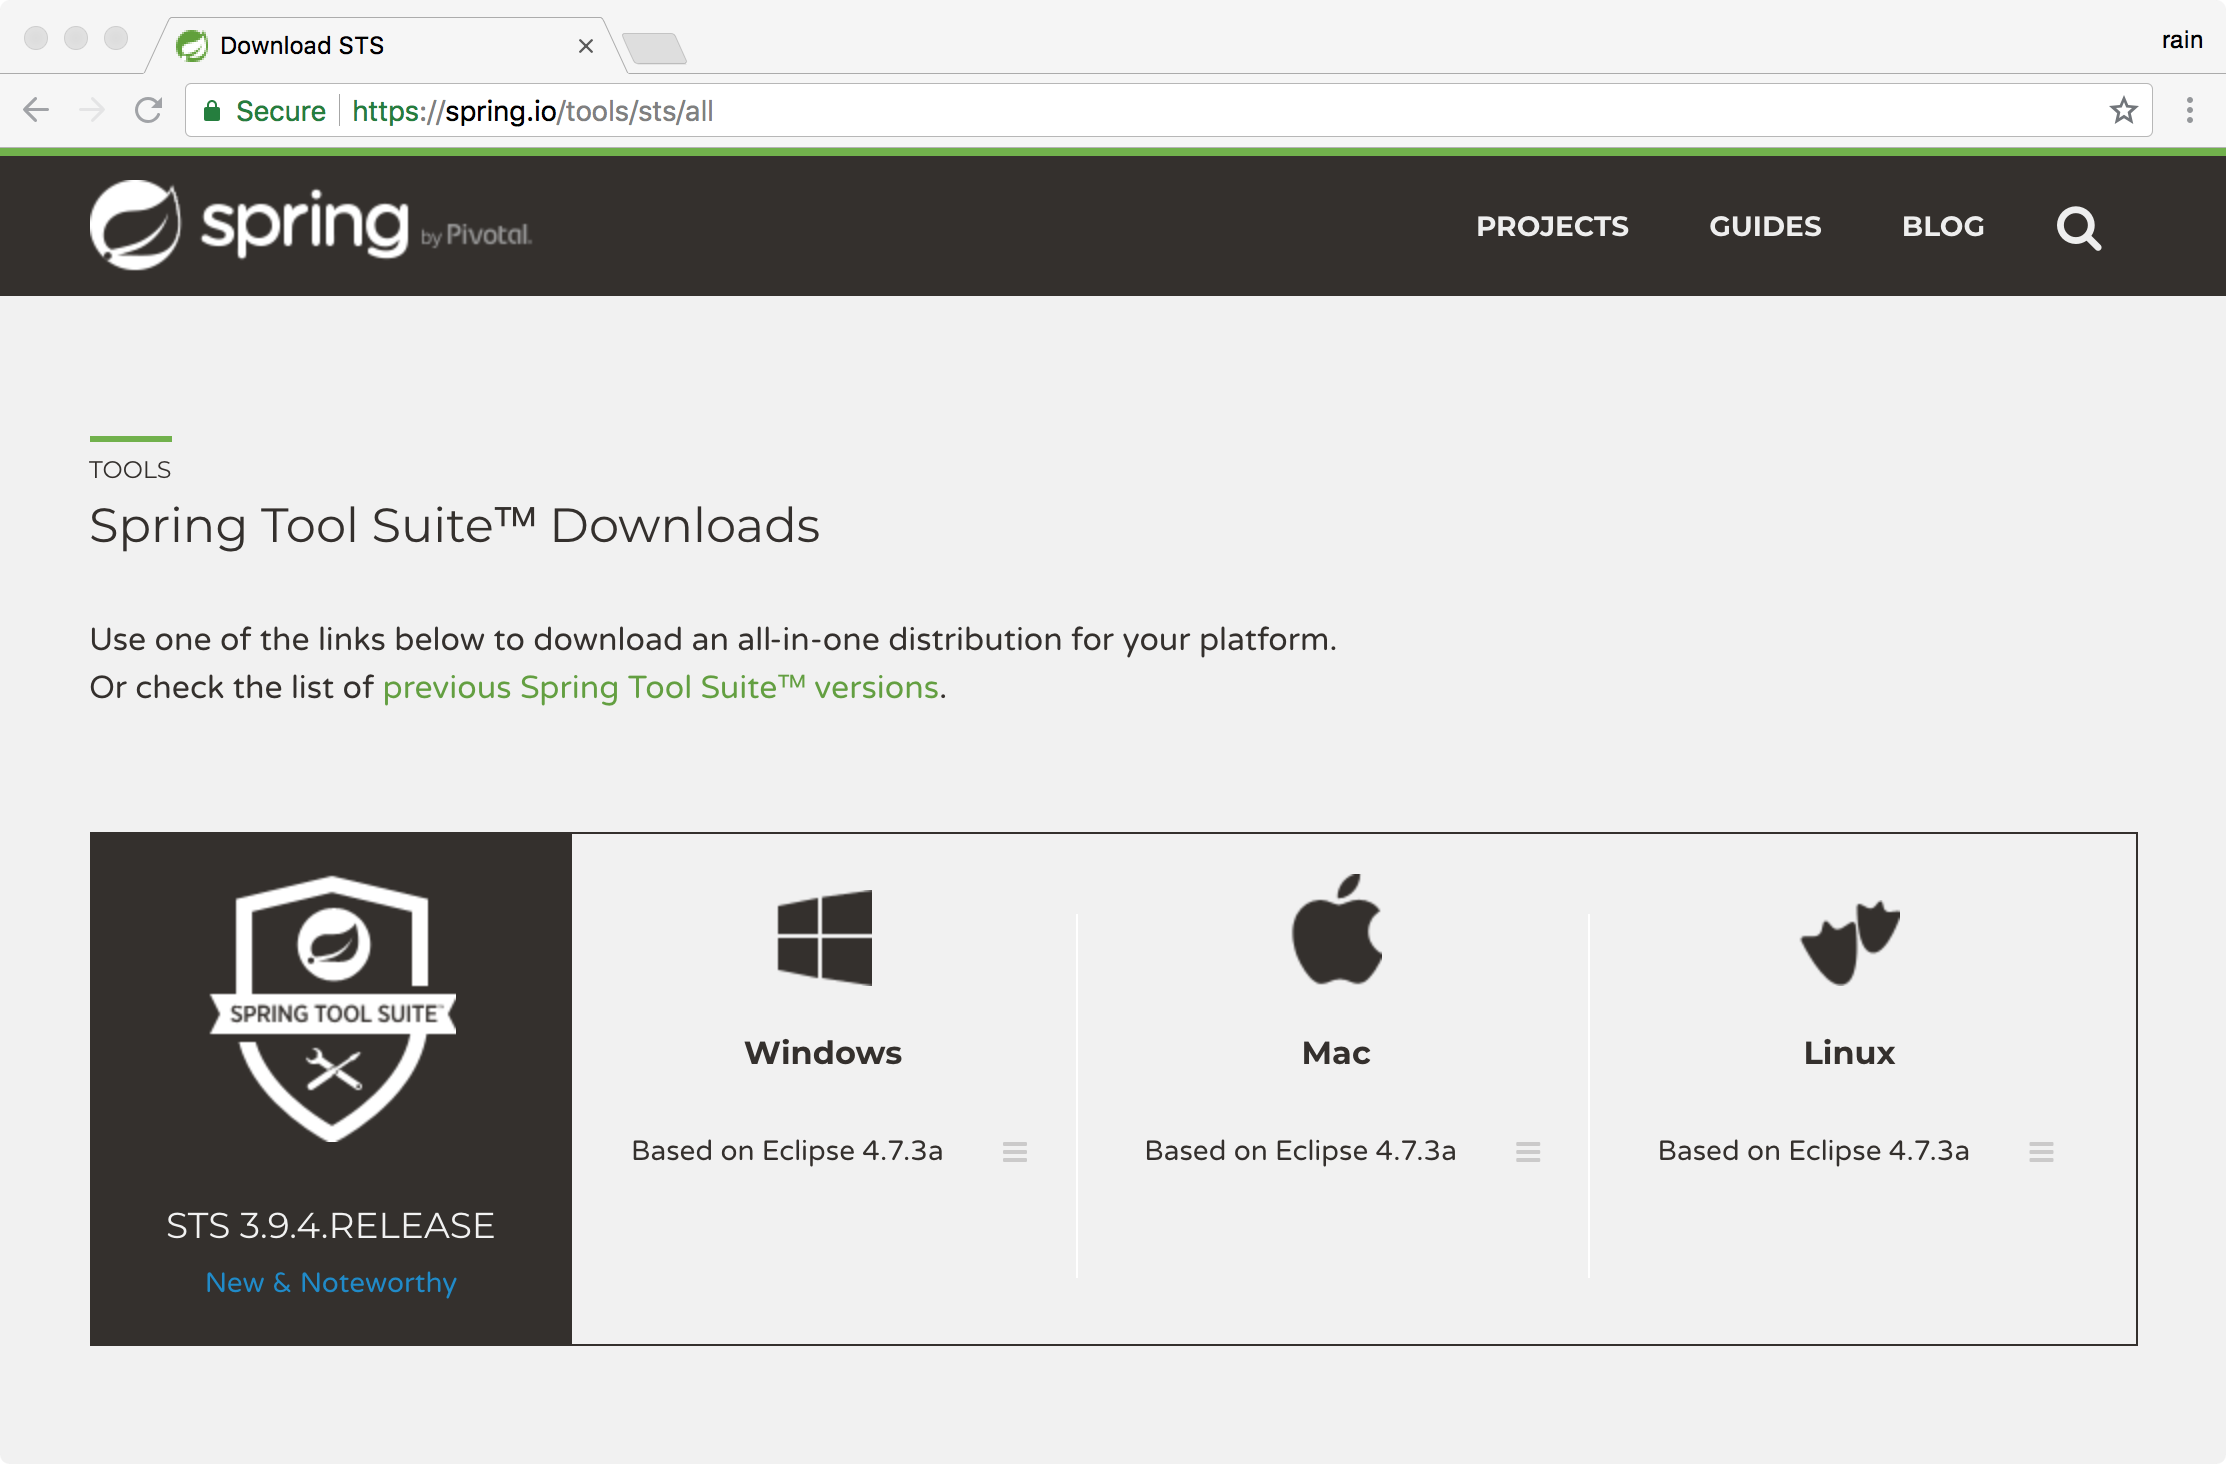 Download STS
rain
Secure
https://spring.io/tools/sts/all
spring by Pivotal.
PROJECTS GUIDES BLOG
TOOLS
Spring Tool Suite™ Downloads
Use one of the links below to download an all-in-one distribution for your platform.
Or check the list of previous Spring Tool Suite™ versions.
SPRING TOOL SUITE™
STS 3.9.4.RELEASE
New & Noteworthy
Windows
Based on Eclipse 4.7.3a
Mac
Based on Eclipse 4.7.3a
Linux
Based on Eclipse 4.7.3a